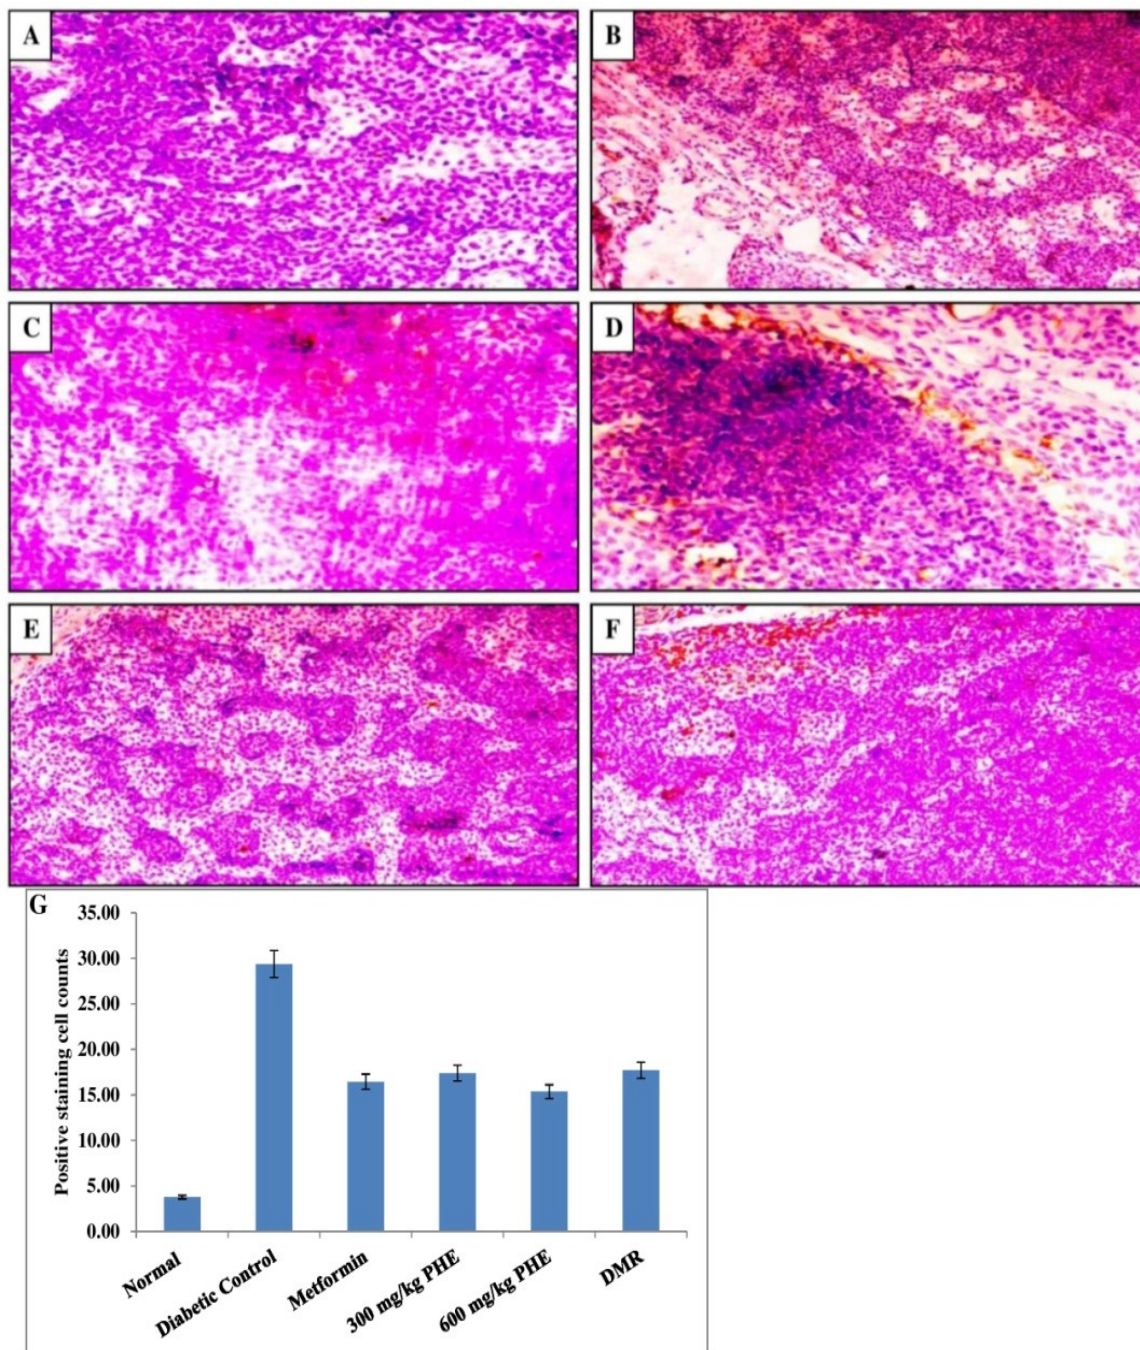 A
B
C
D
E
F
G
Positive staining cell counts
35.00
30.00
25.00
20.00
15.00
10.00
5.00
0.00
Normal
Diabetic Control
Metformin
300 mg/kg PHE
600 mg/kg PHE
DMR